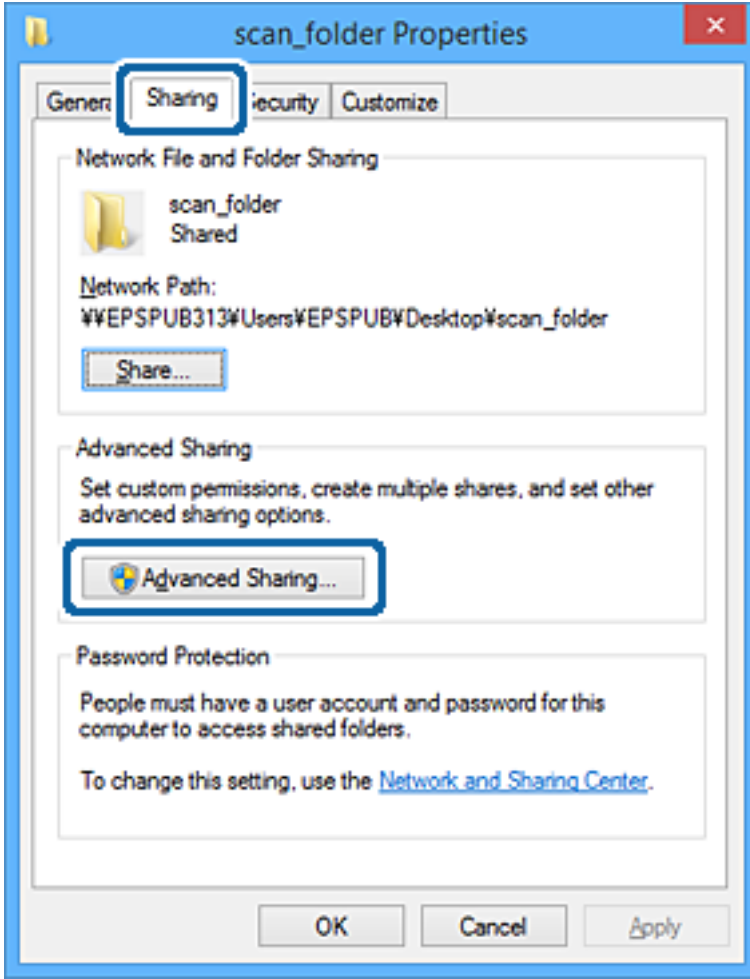 scan_folder Properties
Sharing Customize
Network File and Folder Sharing
scan_folder
Shared
Network Path:
¥¥EPSPUB313¥Users¥EPSPUB¥Desktop¥scan_folder
Share...
Advanced Sharing
Set custom permissions, create multiple shares, and set other
advanced sharing options.
Advanced Sharing...
Password Protection
People must have a user account and password for this
computer to access shared folders.
To change this setting, use the Network and Sharing Center.
OK Cancel Apply